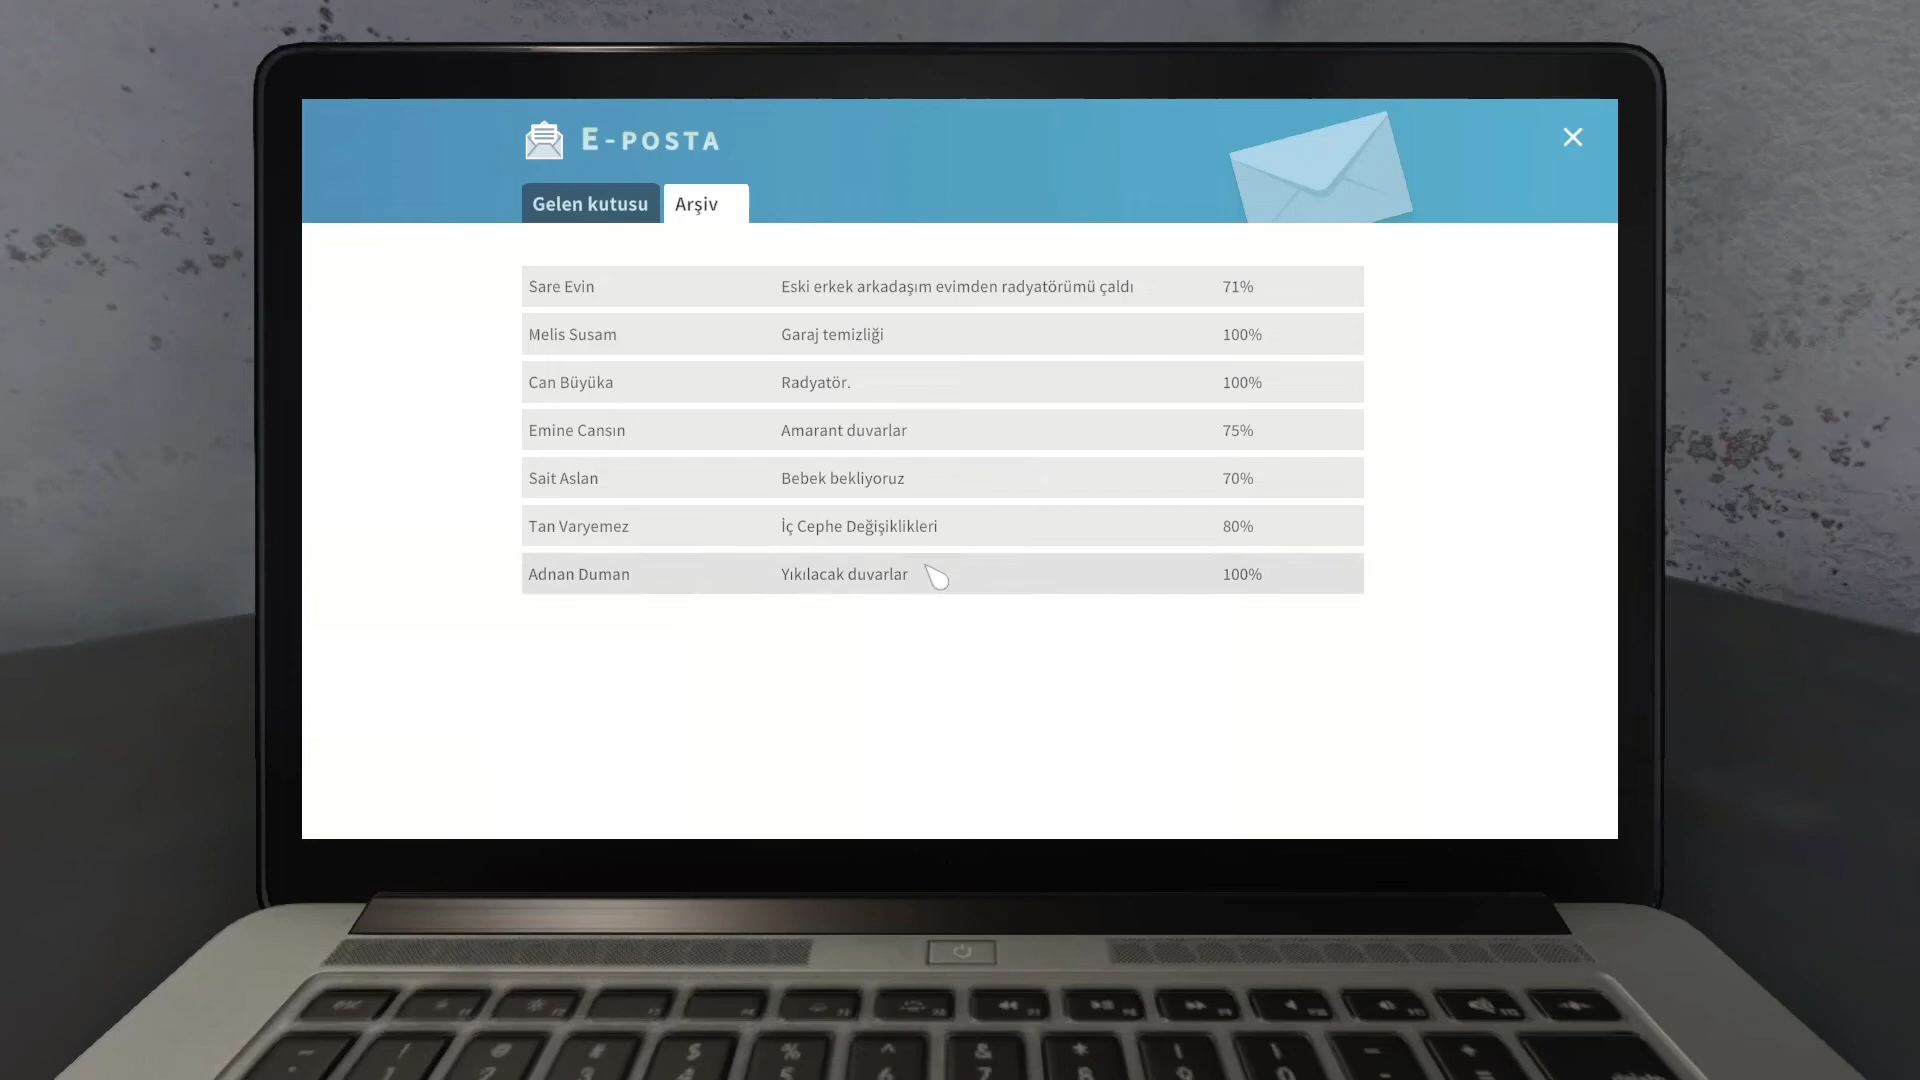 E-POSTA
Gelen kutusu Arşiv
Sare Evin Eski erkek arkadaşım evimden radyatörümü çaldı 71%
Melis Susam Garaj temizliği 100%
Can Büyüka Radyatör. 100%
Emine Cansın Amarant duvarlar 75%
Sait Aslan Bebek bekliyoruz 70%
Tan Varyemez İç Cephe Değişiklikleri 80%
Adnan Duman Yıkılacak duvarlar 100%